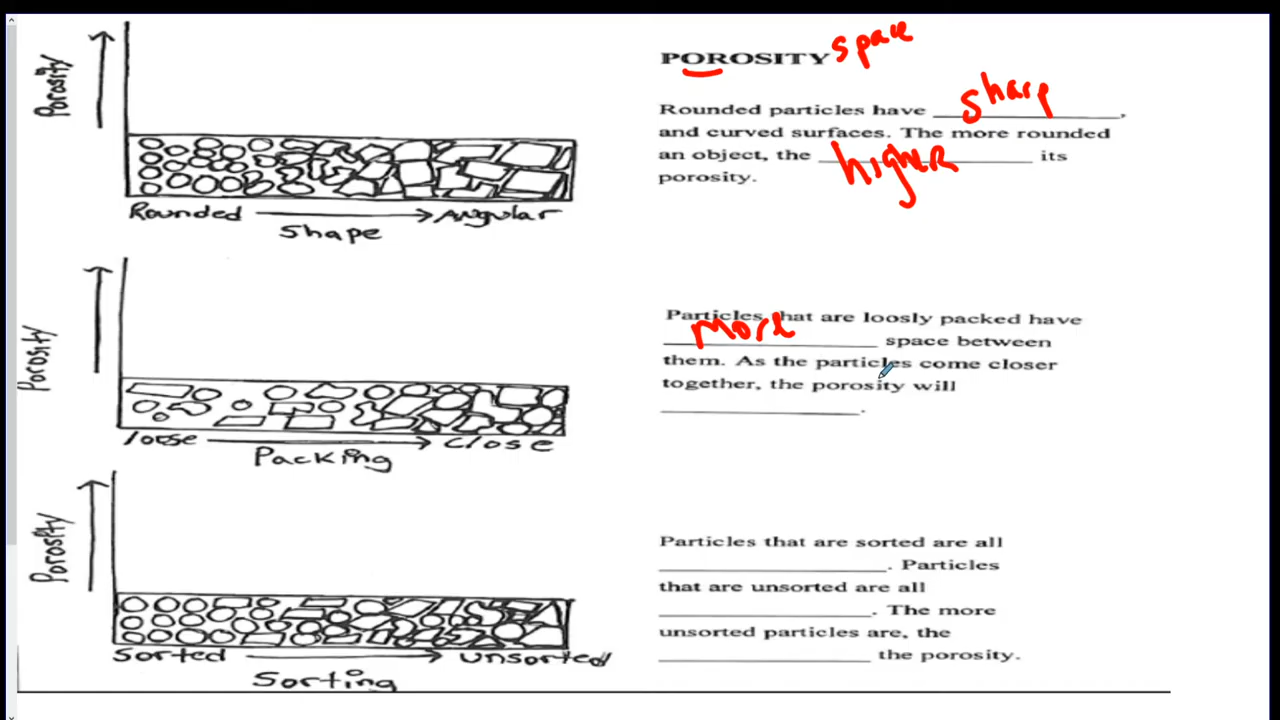 Porosity
Rounded Angular
Shape
POROSITY space
Rounded particles have sharp,
and curved surfaces. The more rounded
an object, the higher its
porosity.
Porosity
loose close
Packing
Particles that are loosly packed have
more space between
them. As the particles come closer
together, the porosity will
.
Porosity
Sorted unsorted
Sorting
Particles that are sorted are all
. Particles
that are unsorted are all
. The more
unsorted particles are, the
the porosity.